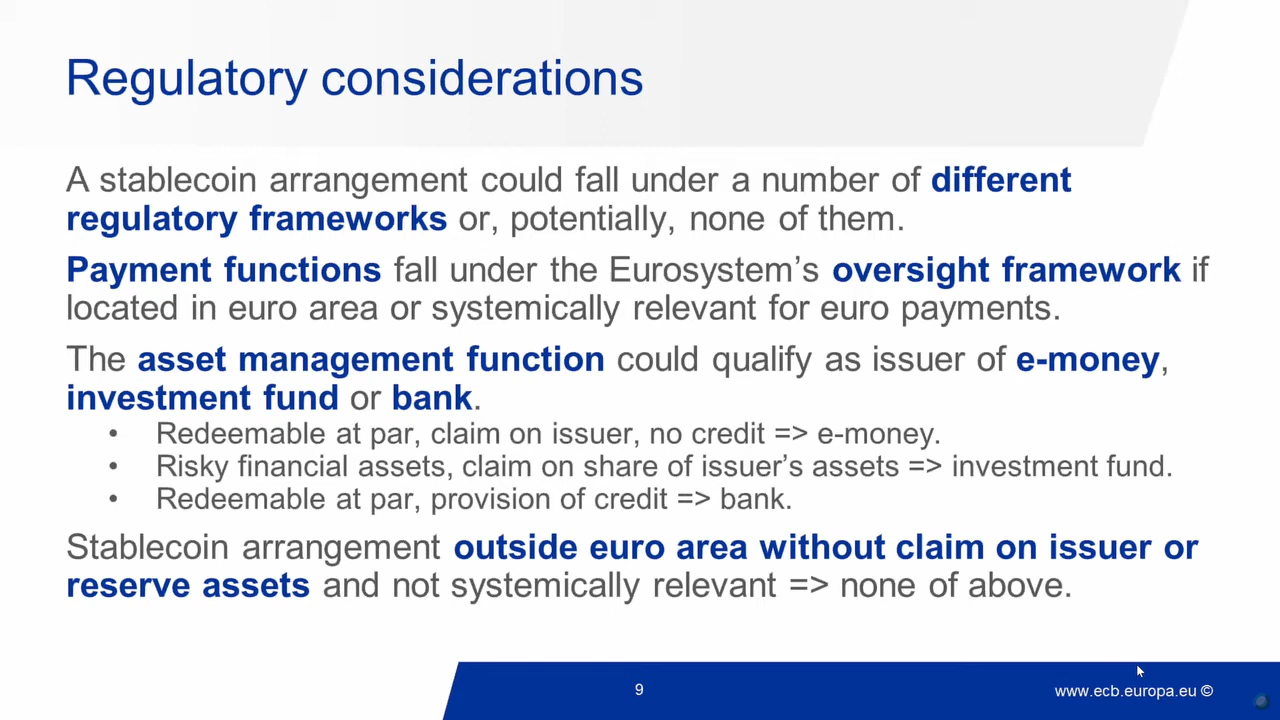 Regulatory considerations
A stablecoin arrangement could fall under a number of different
regulatory frameworks or, potentially, none of them.
Payment functions fall under the Eurosystem’s oversight framework if
located in euro area or systemically relevant for euro payments.
The asset management function could qualify as issuer of e-money,
investment fund or bank.
• Redeemable at par, claim on issuer, no credit => e-money.
• Risky financial assets, claim on share of issuer’s assets => investment fund.
• Redeemable at par, provision of credit => bank.
Stablecoin arrangement outside euro area without claim on issuer or
reserve assets and not systemically relevant => none of above.
9
www.ecb.europa.eu ©